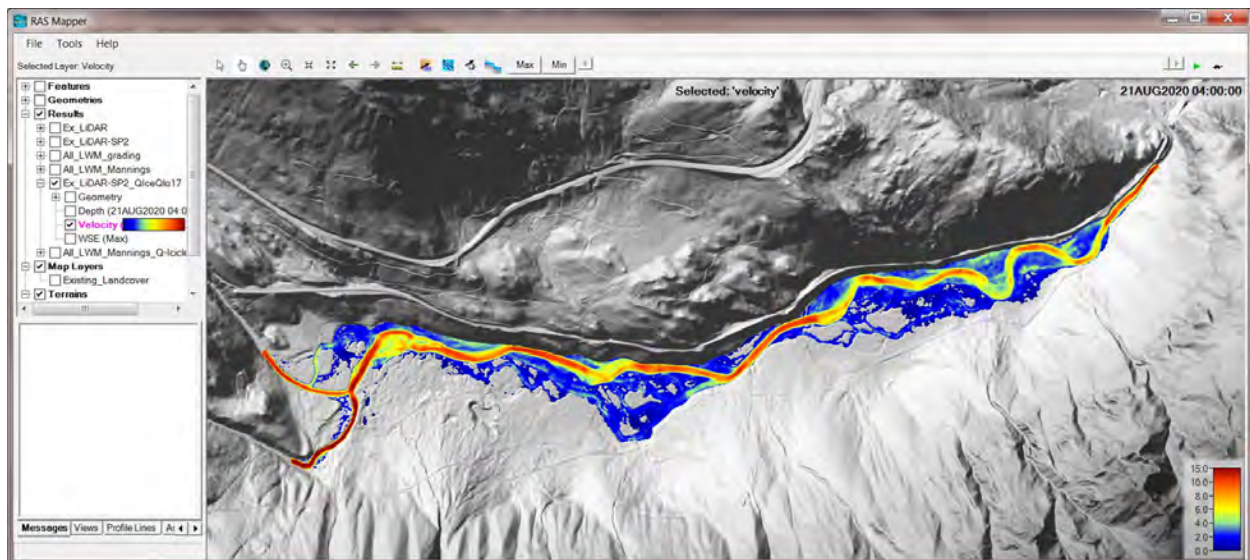 RAS Mapper
File Tools Help
Selected Layer: Velocity
Max Min
Features
Geometries
Results
Ex_LiDAR
Ex_LiDAR-SP2
All_LWM_grading
All_LWM_Mannings
Ex_LiDAR-SP2_QIceQlo17
Geometry
Depth (21AUG2020 04:0
Velocity (
WSE (Max)
All_LWM_Mannings_Q-Icicl
Map Layers
Existing_Landcover
Terrains
Selected: 'velocity'
21AUG2020 04:00:00
15.0
10.0
8.0
6.0
4.0
2.0
0.0
Messages Views Profile Lines